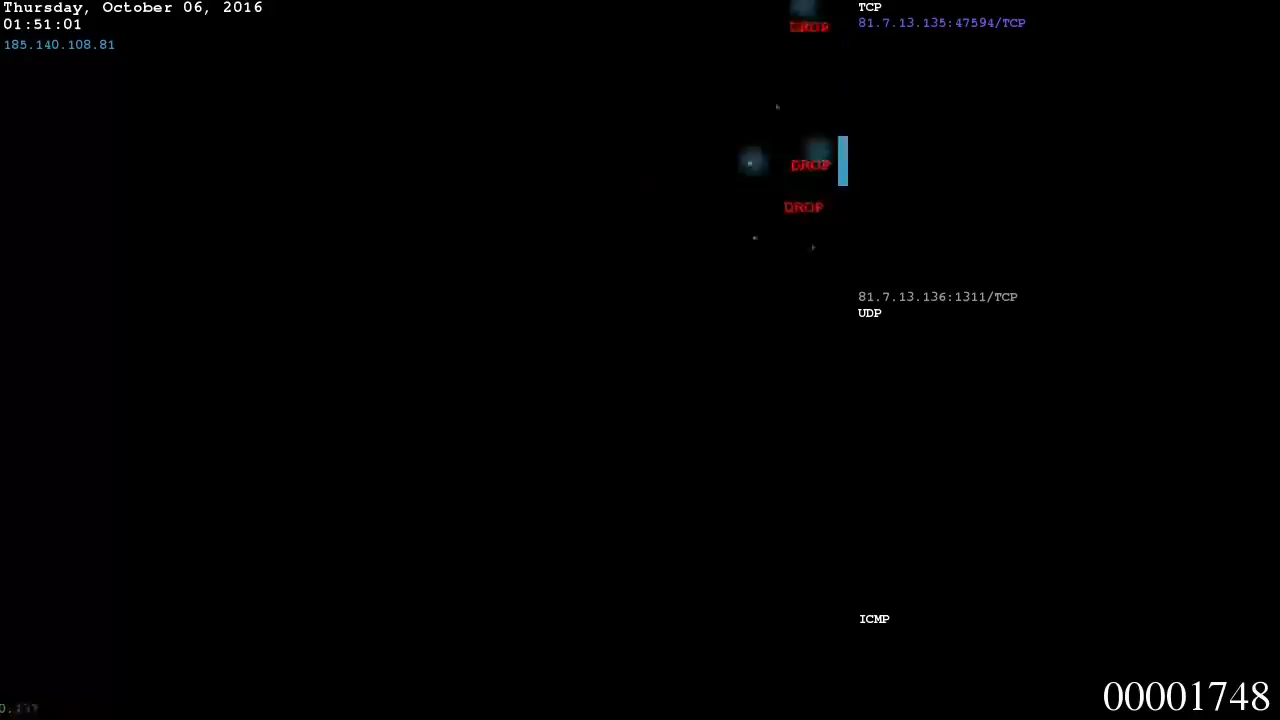 Thursday, October 06, 2016
01:51:01
185.140.108.81
TCP
81.7.13.135:47594/TCP
DROP
DROP
DROP
81.7.13.136:1311/TCP
UDP
ICMP
00001748